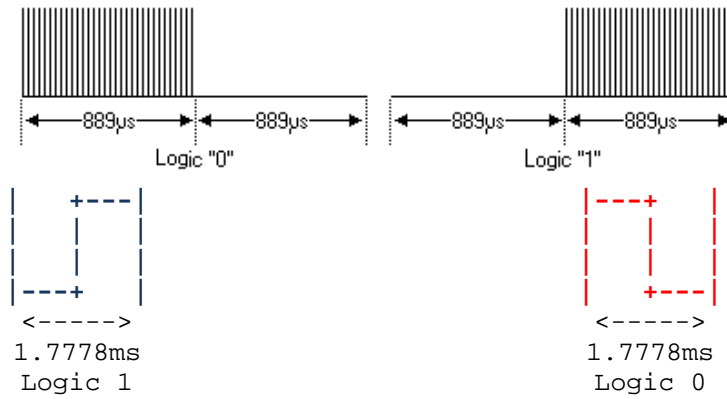 889µs 889µs 889µs 889µs
Logic "0" Logic "1"
| +---| |---+ |
| | | | | |
| | | | | |
|---+ | | +---|
<-----> <----->
1.7778ms 1.7778ms
Logic 1 Logic 0